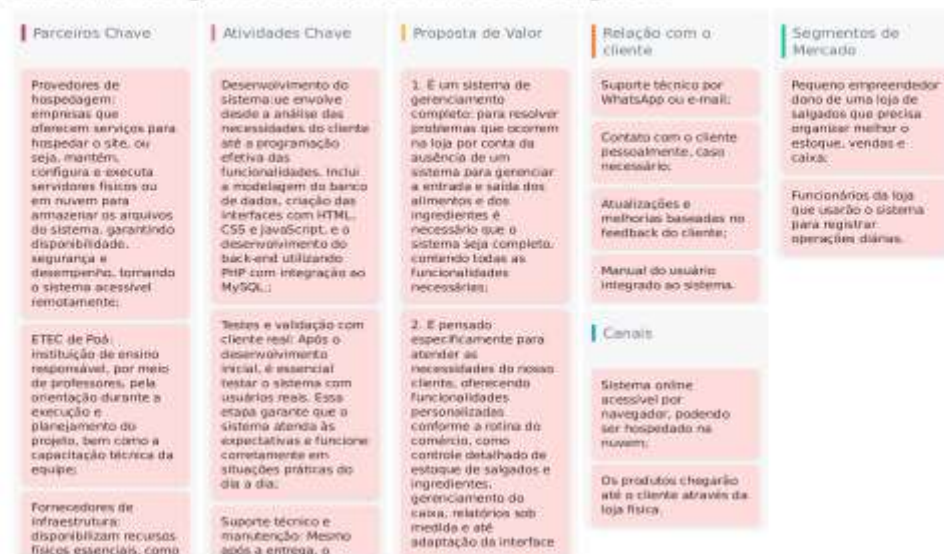 Parceiros Chave
Provedores de
hospedagem:
empresas que
oferecem serviços para
hospedar o site, ou
seja, mantém,
configura e executa
servidores físicos ou
em nuvem para
armazenar os arquivos
do sistema, garantindo
disponibilidade,
segurança e
desempenho, tornando
o sistema acessível
remotamente;
ETEC de Poá:
instituição de ensino
responsável, por meio
de professores, pela
orientação durante a
execução e
planejamento do
projeto, bem como a
capacitação técnica da
equipe;
Fornecedores de
infraestrutura:
disponibilizam recursos
físicos essenciais, como
Atividades Chave
Desenvolvimento do
sistema:ue envolve
desde a análise das
necessidades do cliente
até a programação
efetiva das
funcionalidades. Inclui
a modelagem do banco
de dados, criação das
interfaces com HTML,
CSS e JavaScript, e o
desenvolvimento do
back-end utilizando
PHP com integração ao
MySQL.;
Testes e validação com
cliente real: Após o
desenvolvimento
inicial, é essencial
testar o sistema com
usuários reais. Essa
etapa garante que o
sistema atenda às
expectativas e funcione
corretamente em
situações práticas do
dia a dia;
Suporte técnico e
manutenção: Mesmo
após a entrega, o
Proposta de Valor
1. É um sistema de
gerenciamento
completo: para resolver
problemas que ocorrem
na loja por conta da
ausência de um
sistema para gerenciar
a entrada e saída dos
alimentos e dos
ingredientes é
necessário que o
sistema seja completo,
contendo todas as
funcionalidades
necessárias;
2. É pensado
especificamente para
atender as
necessidades do nosso
cliente, oferecendo
funcionalidades
personalizadas
conforme a rotina do
comércio, como
controle detalhado de
estoque de salgados e
ingredientes,
gerenciamento do
caixa, relatórios sob
medida e até
adaptação da interface
Relação com o
cliente
Suporte técnico por
WhatsApp ou e-mail;
Contato com o cliente
pessoalmente, caso
necessário;
Atualizações e
melhorias baseadas no
feedback do cliente;
Manual do usuário
integrado ao sistema.
Canais
Sistema online
acessível por
navegador, podendo
ser hospedado na
nuvem;
Os produtos chegarão
até o cliente através da
loja física.
Segmentos de
Mercado
Pequeno empreendedor
dono de uma loja de
salgados que precisa
organizar melhor o
estoque, vendas e
caixa;
Funcionários da loja
que usarão o sistema
para registrar
operações diárias.